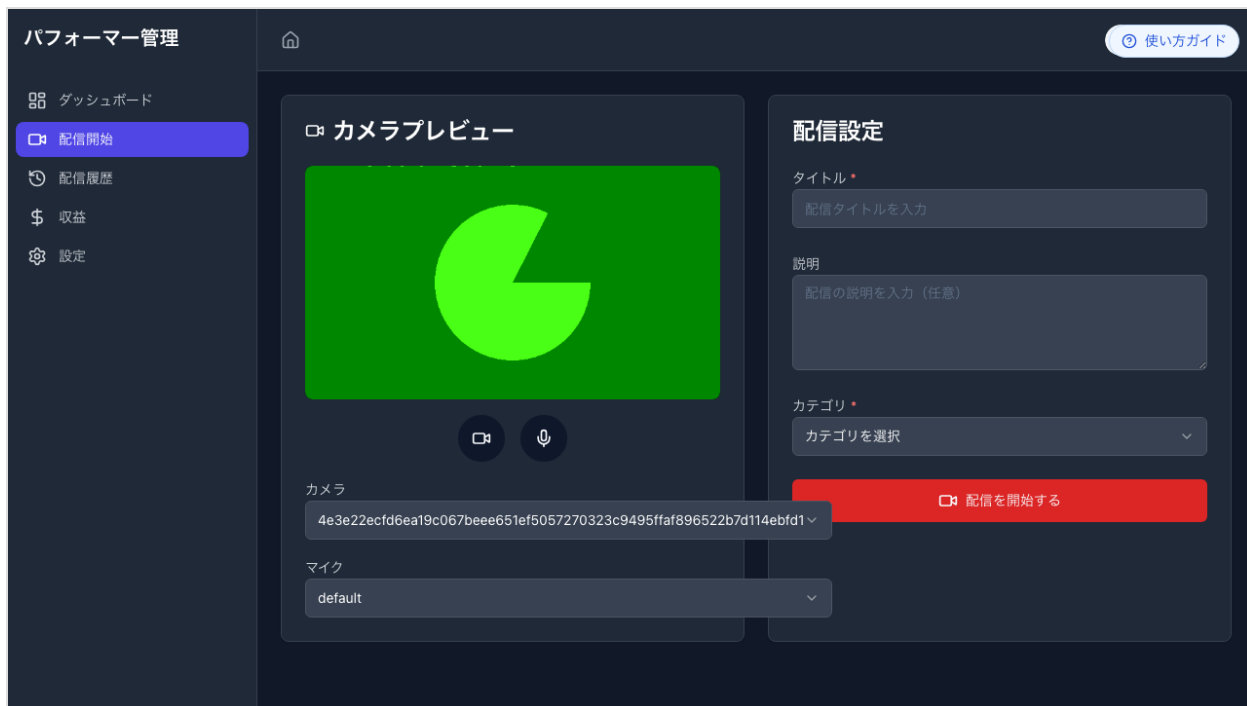 パフォーマー管理
使い方ガイド
ダッシュボード
配信開始
配信履歴
収益
設定
カメラプレビュー
カメラ
4e3e22ecfd6ea19c067beee651ef5057270323c9495ffaf896522b7d114ebfd1
マイク
default
配信設定
タイトル *
配信タイトルを入力
説明
配信の説明を入力（任意）
カテゴリ *
カテゴリを選択
配信を開始する